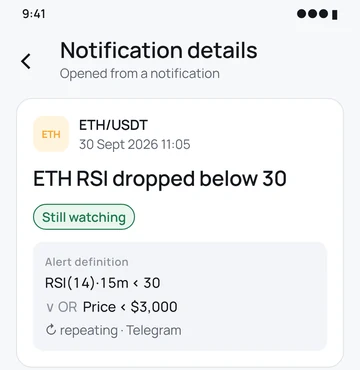 9:41
Notification details
Opened from a notification
ETH
ETH/USDT
30 Sept 2026 11:05
ETH RSI dropped below 30
Still watching
Alert definition
RSI(14)·15m < 30
∨ OR Price < $3,000
↻ repeating · Telegram